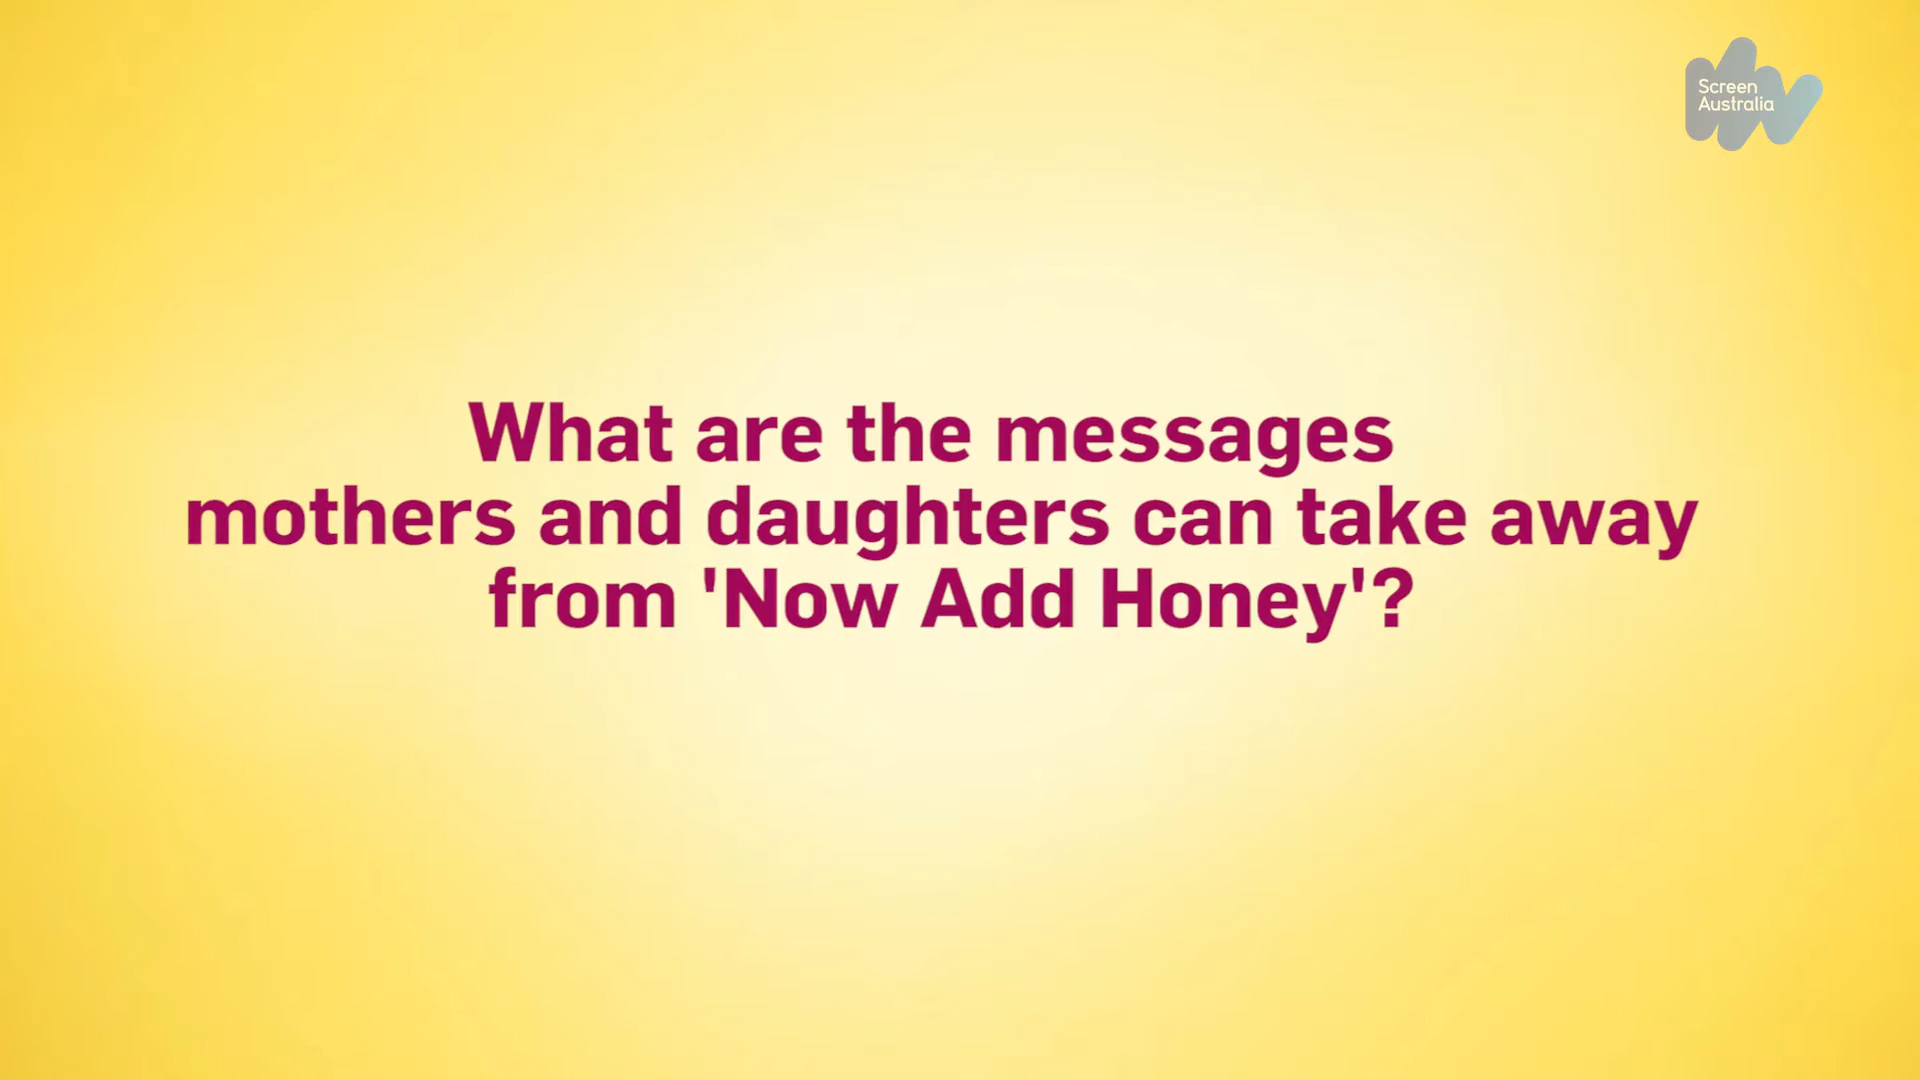 Screen
Australia
What are the messages
mothers and daughters can take away
from 'Now Add Honey'?